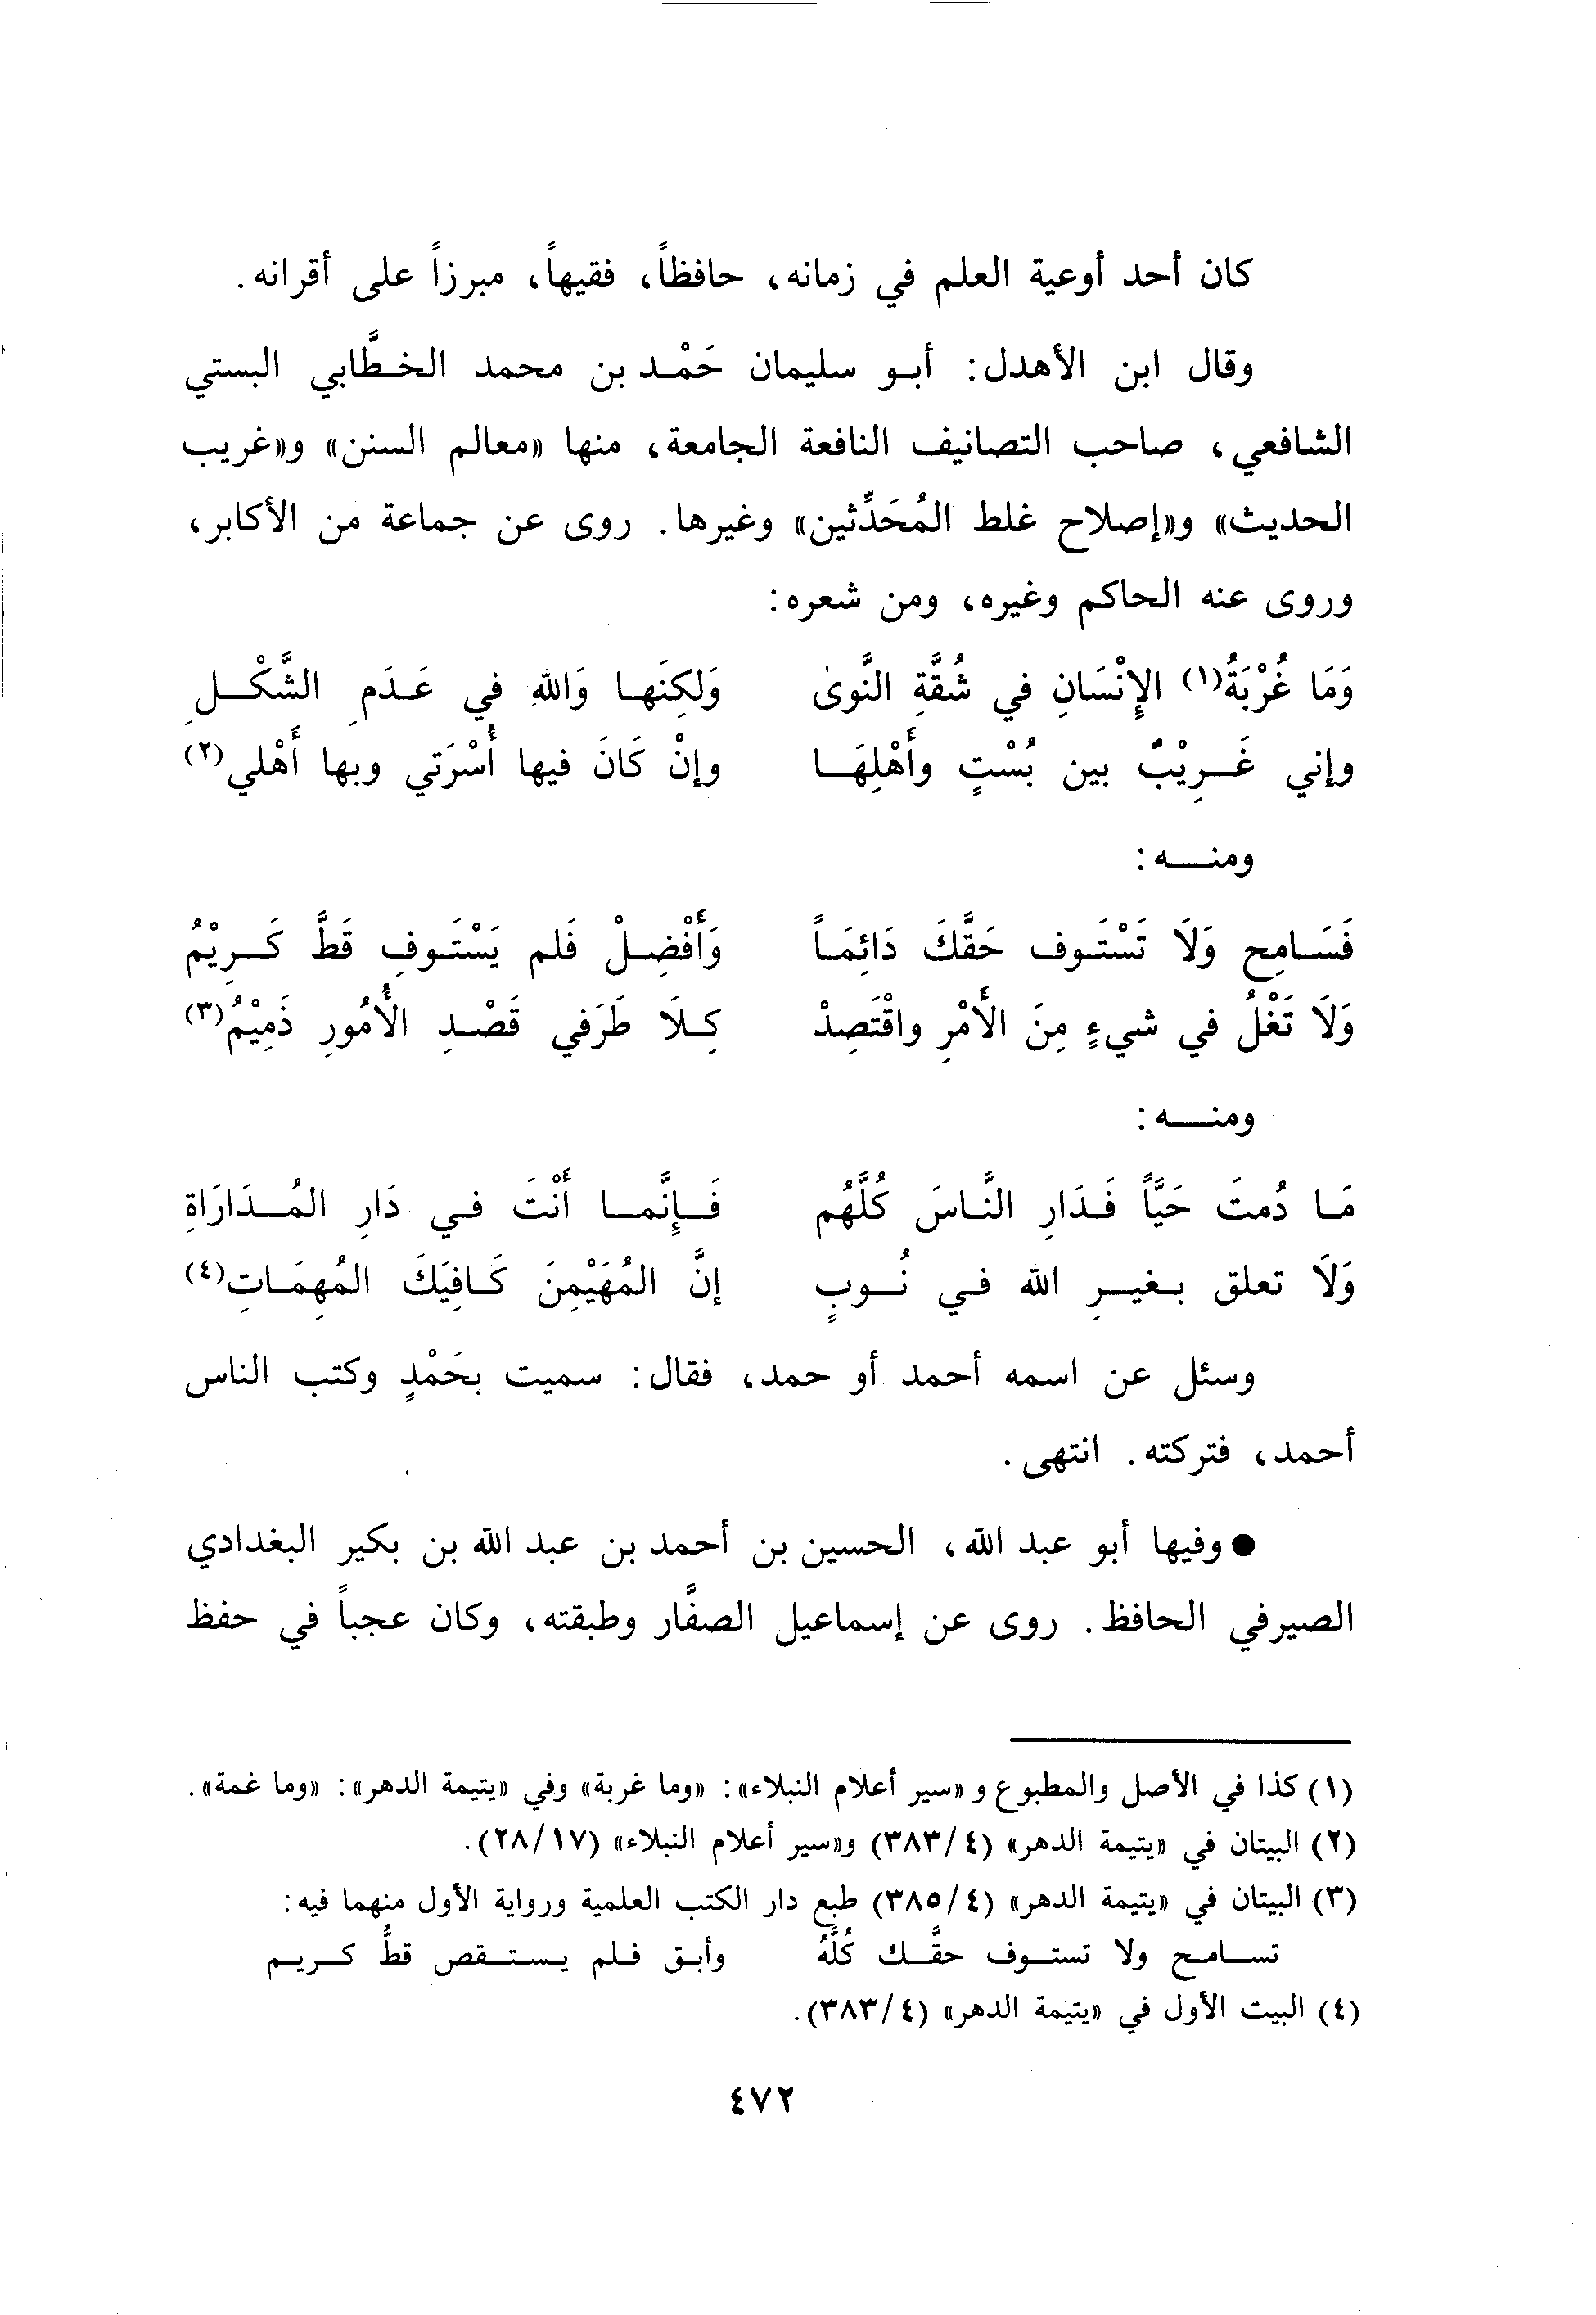 كان أحد أوعية العلم في زمانه، حافظاً، فقيهاً، مبرزاً على أقرانه.
وقال ابن الأهدل: أبو سليمان حَمْد بن محمد الخطَّابي البستي
الشافعي، صاحب التصانيف النافعة الجامعة، منها «معالم السنن» و«غريب
الحديث» و«إصلاح غلط المُحَدِّثين» وغيرها. روى عن جماعة من الأكابر،
وروى عنه الحاكم وغيره، ومن شعره:
وَمَا غُرْبَةُ(١) الإِنْسَانِ في شُقَّةِ النَّوىٰ وَلكِنَها وَاللهِ في عَدَمِ الشَّكْلِ
وإني غَرِيْبٌ بين بُسْتٍ وأَهْلِهَا وإنْ كَانَ فيها أُسْرَتي وبها أَهْلي(٢)
ومنه:
فَسَامِح وَلَا تَسْتَوف حَقَّكَ دَائِمَاً وَأَفْضِلْ فَلم يَسْتَوفِ قَطَّ كَرِيْمُ
وَلَا تَغْلُ في شيءٍ مِنَ الأَمْرِ واقْتَصِدْ كِلَا طَرَفي قَصْدِ الأُمُورِ ذَمِيْمُ(٣)
ومنه:
مَا دُمتَ حَيَّاً فَدَارِ النَّاسَ كُلَّهُم فَإِنَّما أَنْتَ في دَارِ المُدَارَاةِ
وَلَا تعلق بغيرِ الله في نُوبٍ إنَّ المُهَيْمِنَ كَافِيَكَ المُهِمَاتِ(٤)
وسئل عن اسمه أحمد أو حمد، فقال: سميت بحَمْدٍ وكتب الناس
أحمد، فتركته. انتهى.
● وفيها أبو عبد الله، الحسين بن أحمد بن عبد الله بن بكير البغدادي
الصيرفي الحافظ. روى عن إسماعيل الصفَّار وطبقته، وكان عجباً في حفظ
(١) كذا في الأصل والمطبوع و «سير أعلام النبلاء»: «وما غربة» وفي «يتيمة الدهر»: «وما غمة».
(٢) البيتان في «يتيمة الدهر» (٤/٣٨٣) و«سير أعلام النبلاء» (١٧/٢٨).
(٣) البيتان في «يتيمة الدهر» (٤/٣٨٥) طبع دار الكتب العلمية ورواية الأول منهما فيه:
تسامح ولا تستوف حقَّك كُلَّهُ وأبق فلم يستقص قطُّ كريم
(٤) البيت الأول في «يتيمة الدهر» (٤/٣٨٣).
٤٧٢